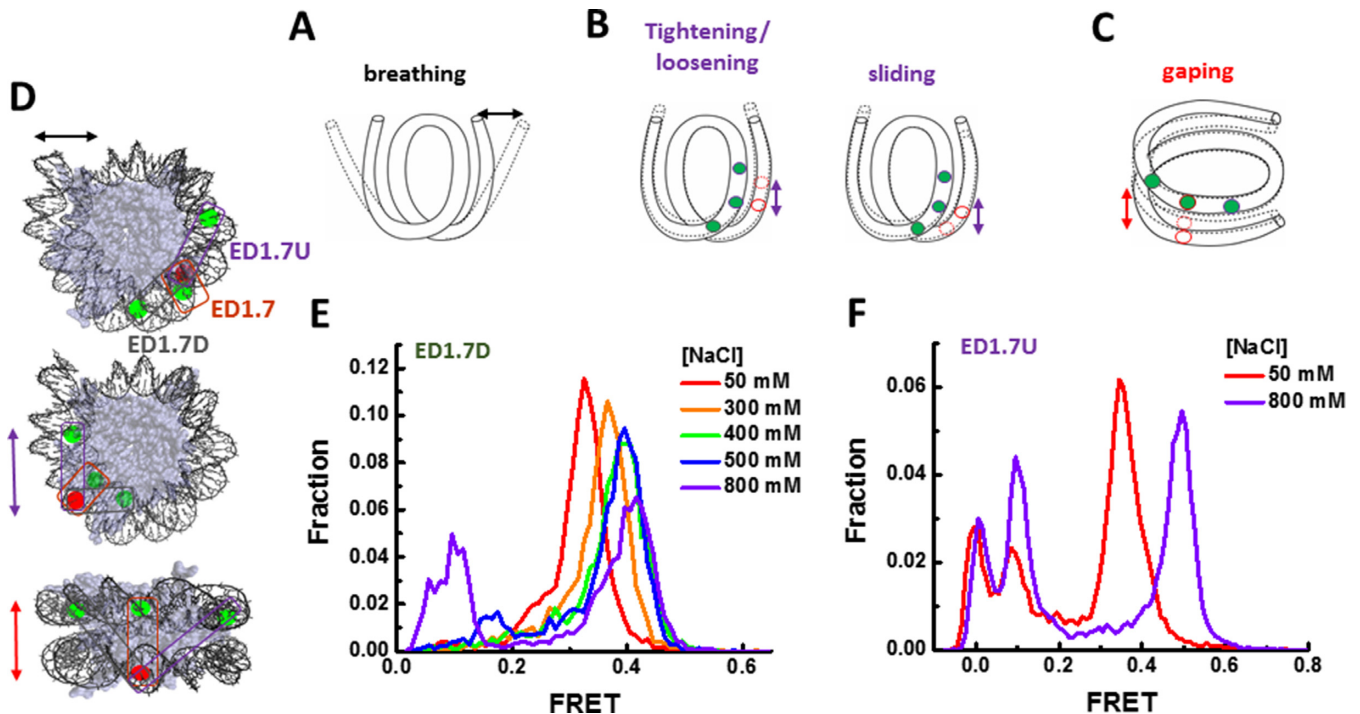 A
breathing
B
Tightening/
loosening
sliding
C
gaping
D
ED1.7U
ED1.7
ED1.7D
E
ED1.7D
[NaCl]
50 mM
300 mM
400 mM
500 mM
800 mM
Fraction
0.12
0.10
0.08
0.06
0.04
0.02
0.00
0.0
0.2
0.4
0.6
FRET
F
ED1.7U
[NaCl]
50 mM
800 mM
Fraction
0.06
0.04
0.02
0.00
0.0
0.2
0.4
0.6
0.8
FRET